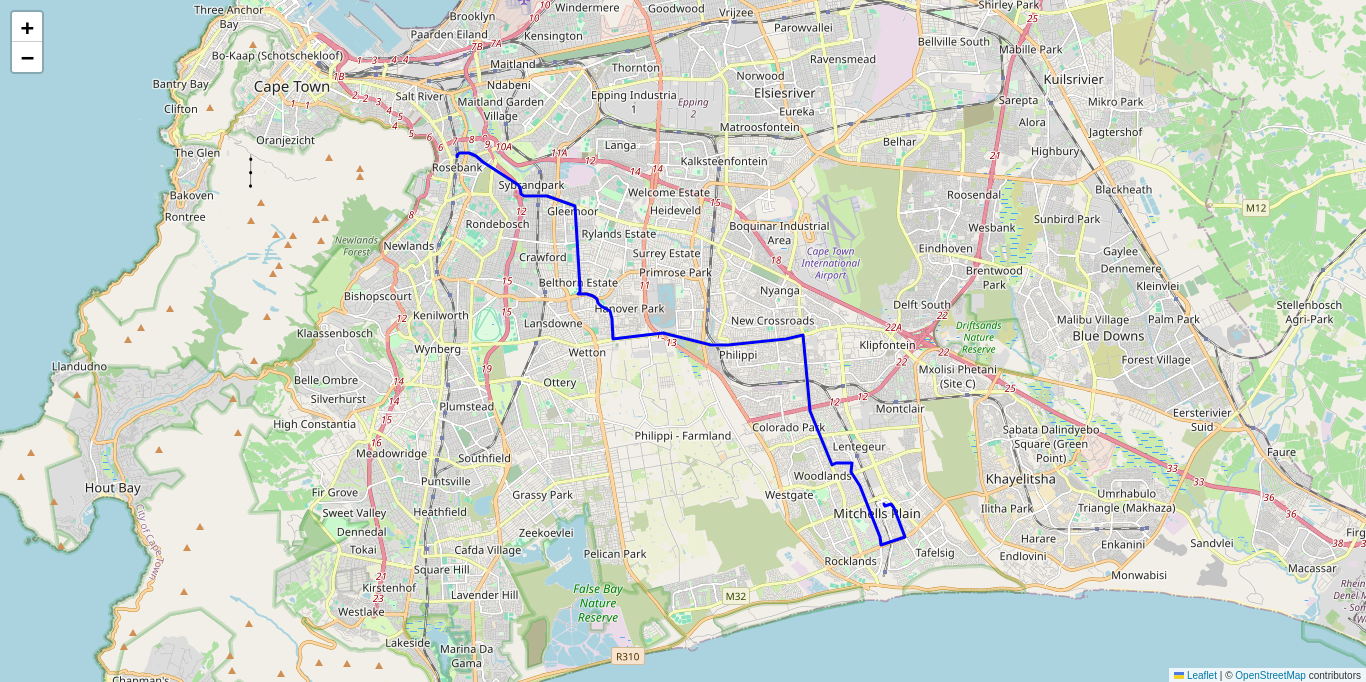 +
−
Three Anchor
Bay
Brooklyn
Windermere
Goodwood
Vrijzee
Shirley Park
Paarden Eiland
Kensington
Parowvallei
Bellville South
Mabille Park
Bo-Kaap (Schotschekloof)
Maitland
Thornton
Ravensmead
Bantry Bay
Cape Town
Ndabeni
Norwood
Kuilsrivier
Clifton
Salt River
Maitland Garden
Village
Epping Industria
1
Epping
2
Elsiesriver
Eureka
Sarepta
Mikro Park
Matroosfontein
Alora
Jagtershof
Oranjezicht
Langa
Belhar
The Glen
Rosebank
Kalksteenfontein
Highbury
Bakoven
Sybrandpark
Welcome Estate
Roosendal
Blackheath
Rontree
Gleemoor
Heideveld
M12
Newlands
Forest
Rondebosch
Rylands Estate
Boquinar Industrial
Area
Wesbank
Sunbird Park
Newlands
Crawford
Surrey Estate
Cape Town
International
Airport
Eindhoven
Gaylee
Primrose Park
Brentwood
Park
Dennemere
Bishopscourt
Belthorn Estate
Nyanga
Kleinvlei
Kenilworth
Hanover Park
Delft South
Stellenbosch
Agri-Park
Klaassenbosch
Lansdowne
New Crossroads
Malibu Village
Palm Park
Driftsands
Nature
Reserve
Blue Downs
Wynberg
Wetton
Philippi
Klipfontein
Forest Village
Llandudno
Belle Ombre
Ottery
Mxolisi Phetani
(Site C)
Silverhurst
Plumstead
Montclair
Eersterivier
Suid
High Constantia
Colorado Park
Sabata Dalindyebo
Square (Green
Point)
Meadowridge
Philippi - Farmland
Lentegeur
Southfield
Faure
Hout Bay
Puntsville
Woodlands
Khayelitsha
City of Cape Town
Fir Grove
Grassy Park
Westgate
Umrhabulo
Triangle (Makhaza)
Sweet Valley
Heathfield
Mitchells Plain
Ilitha Park
Dennedal
Zeekoevlei
Harare
Firg
Tokai
Cafda Village
Pelican Park
Tafelsig
Enkanini
Sandvlei
Square Hill
Rocklands
Endlovini
Macassar
Kirstenhof
Lavender Hill
False Bay
Nature
Reserve
M32
Monwabisi
Rhein
Denel M
Westlake
Lakeside
Marina Da
Gama
R310
Chapman's
Leaflet | © OpenStreetMap contributors